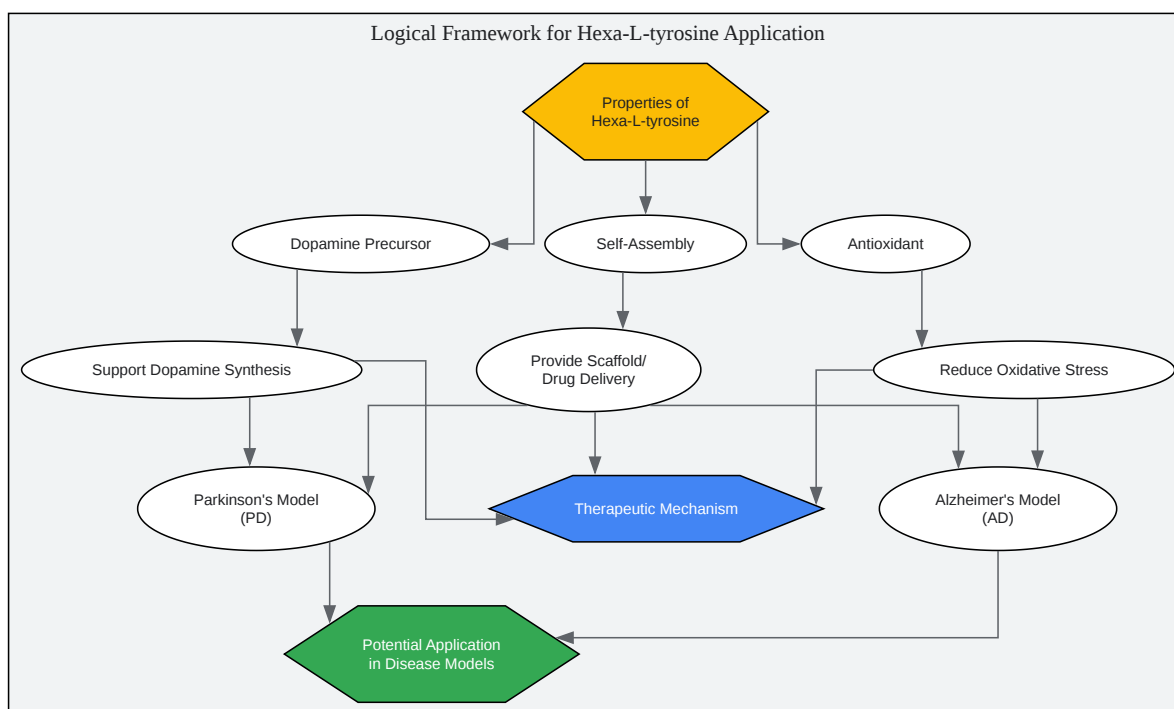 Logical Framework for Hexa-L-tyrosine Application
Properties of
Hexa-L-tyrosine
Dopamine Precursor
Self-Assembly
Antioxidant
Support Dopamine Synthesis
Provide Scaffold/
Drug Delivery
Reduce Oxidative Stress
Parkinson's Model
(PD)
Therapeutic Mechanism
Alzheimer's Model
(AD)
Potential Application
in Disease Models